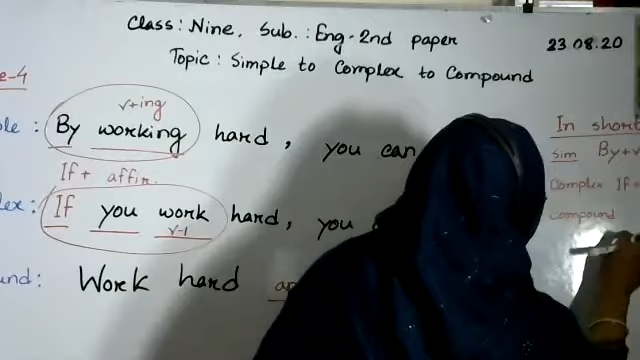 Class: Nine, Sub.: Eng-2nd paper
23.08.20
Topic: Simple to Complex to Compound
e-4
v+ing
In short
le: By working hard, you can
sim By+v
If + affir.
Complex If+
lex: If you work hard, you
v-1
compound
und: Work hard an